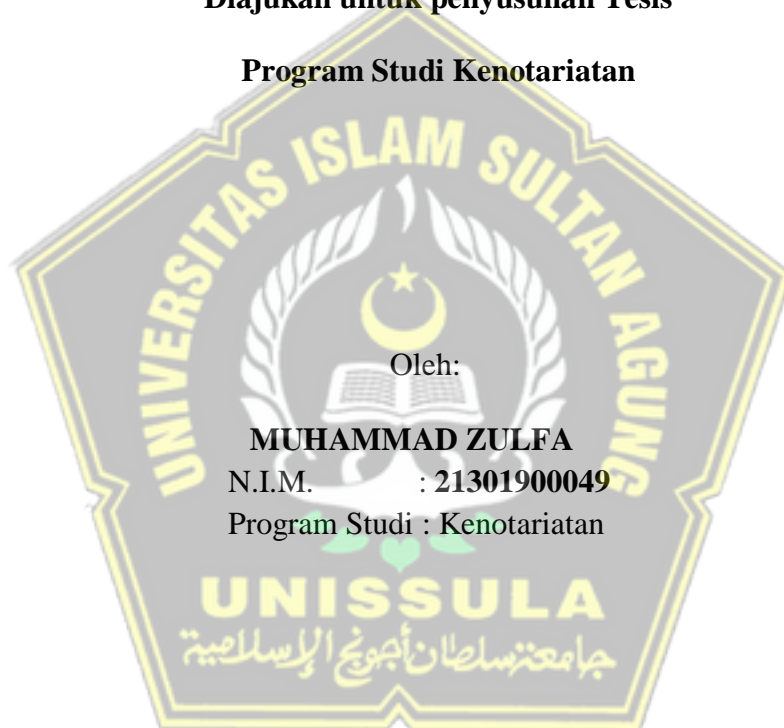 Diajukan untuk penyusunan Tesis
Program Studi Kenotariatan
UNIVERSITAS ISLAM SULTAN AGUNG
Oleh:
MUHAMMAD ZULFA
N.I.M. : 21301900049
Program Studi : Kenotariatan
UNISSULA
جامعة سلطان أجونج الإسلامية